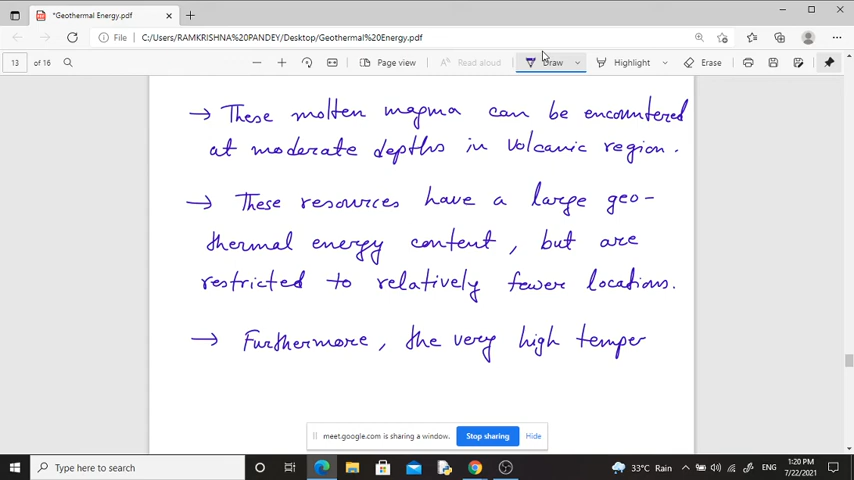 *Geothermal Energy.pdf
File
C:/Users/RAMKRISHNA%20PANDEY/Desktop/Geothermal%20Energy.pdf
13 of 16
Page view
Read aloud
Draw
Highlight
Erase
→ These molten magma can be encountered
at moderate depths in volcanic region.
→ These resources have a large geo-
thermal energy content, but are
restricted to relatively fewer locations.
→ Furthermore, the very high temper
meet.google.com is sharing a window.
Stop sharing
Hide
Type here to search
33°C Rain
ENG
1:20 PM
7/22/2021